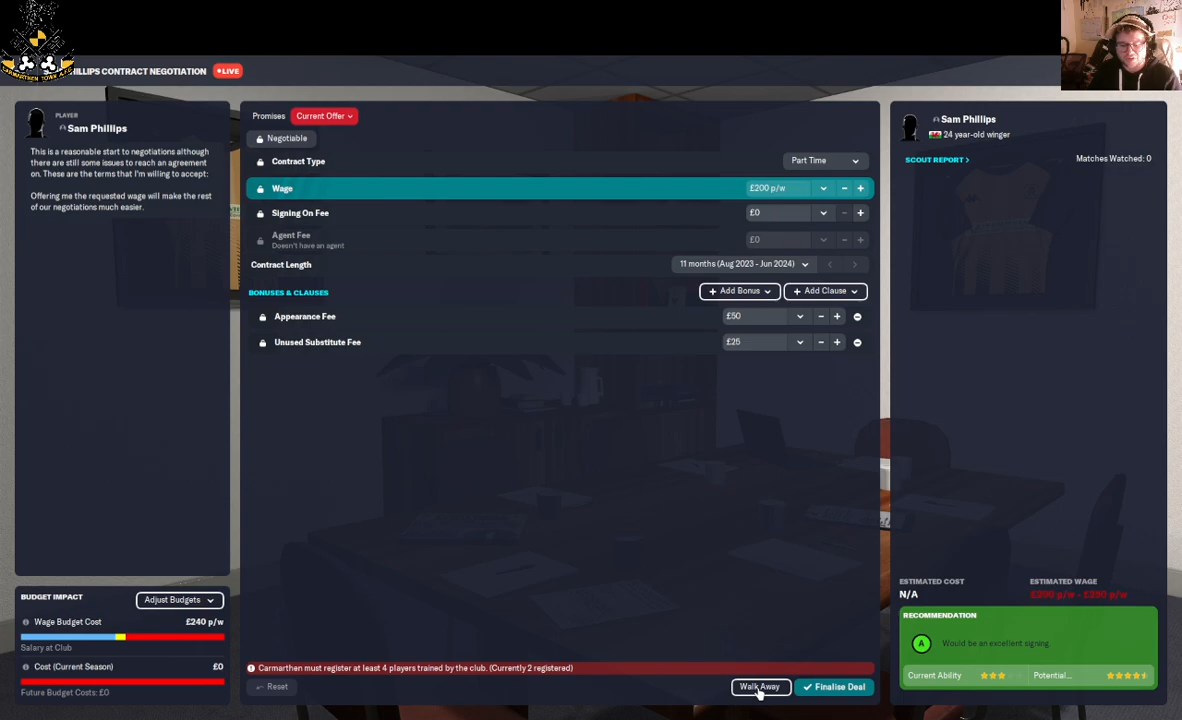 CARMARTHEN TOWN A.F.C.
HILLIPS CONTRACT NEGOTIATION
LIVE
PLAYER
Sam Phillips
This is a reasonable start to negotiations although
there are still some issues to reach an agreement
on. These are the terms that I'm willing to accept:
Offering me the requested wage will make the rest
of our negotiations much easier.
Promises
Current Offer
Negotiable
Contract Type
Part Time
Wage
£200 p/w
Signing On Fee
£0
Agent Fee
Doesn't have an agent
£0
Contract Length
11 months (Aug 2023 - Jun 2024)
BONUSES & CLAUSES
Add Bonus
Add Clause
Appearance Fee
£50
Unused Substitute Fee
£25
Sam Phillips
24 year-old winger
SCOUT REPORT >
Matches Watched: 0
BUDGET IMPACT
Adjust Budgets
Wage Budget Cost
£240 p/w
Salary at Club
Cost (Current Season)
£0
Future Budget Costs: £0
Carmarthen must register at least 4 players trained by the club. (Currently 2 registered)
Reset
Walk Away
Finalise Deal
ESTIMATED COST
N/A
ESTIMATED WAGE
RECOMMENDATION
A
Would be an excellent signing.
Current Ability
Potential...